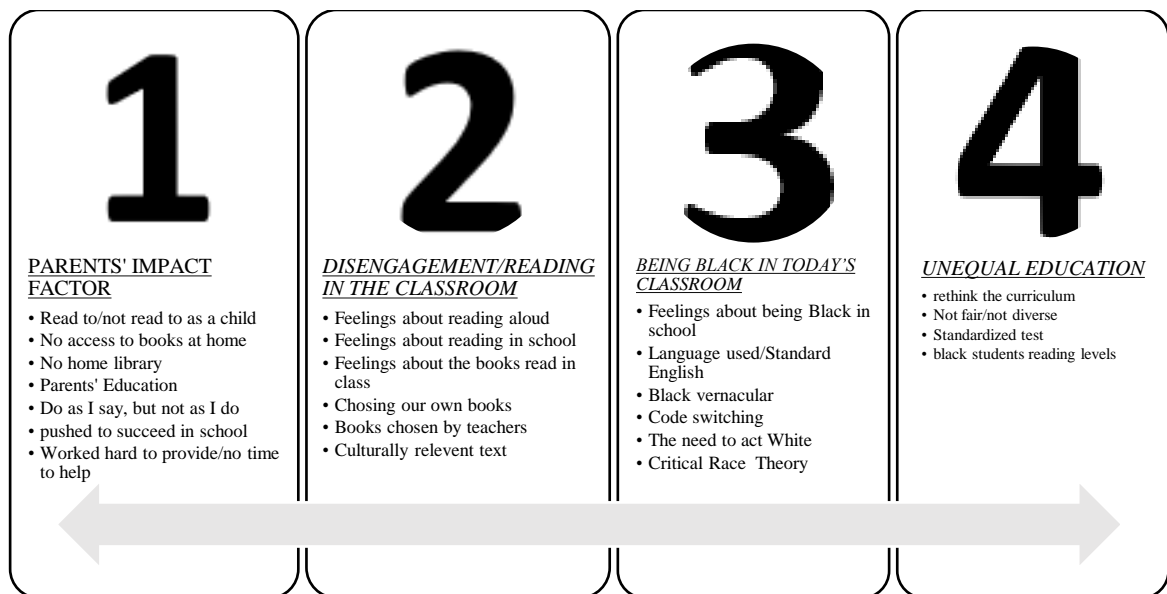 1
PARENTS' IMPACT
FACTOR
• Read to/not read to as a child
• No access to books at home
• No home library
• Parents' Education
• Do as I say, but not as I do
• pushed to succeed in school
• Worked hard to provide/no time
to help
2
DISENGAGEMENT/READING
IN THE CLASSROOM
• Feelings about reading aloud
• Feelings about reading in school
• Feelings about the books read in
class
• Chosing our own books
• Books chosen by teachers
• Culturally relevent text
3
BEING BLACK IN TODAY'S
CLASSROOM
• Feelings about being Black in
school
• Language used/Standard
English
• Black vernacular
• Code switching
• The need to act White
• Critical Race Theory
4
UNEQUAL EDUCATION
• rethink the curriculum
• Not fair/not diverse
• Standardized test
• black students reading levels